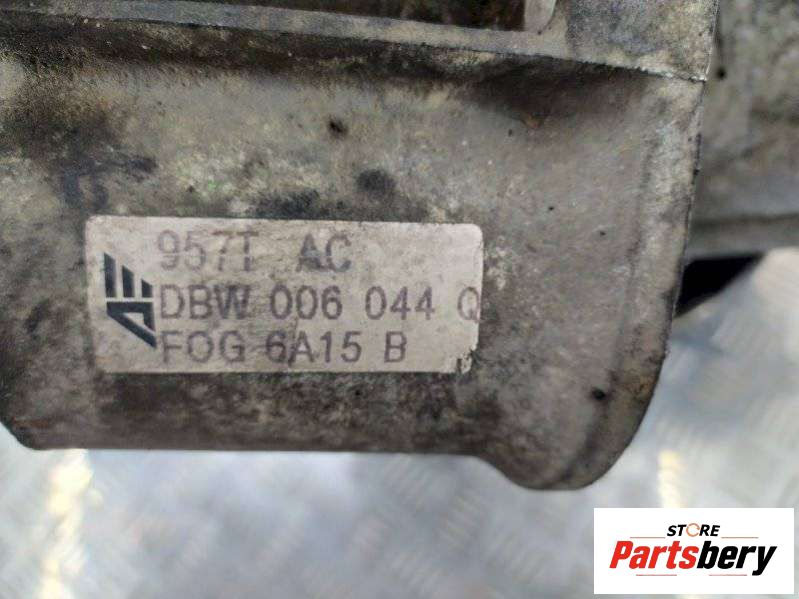 957T AC
DBW 006 044 Q
FOG 6A15 B
STORE
Partsbery